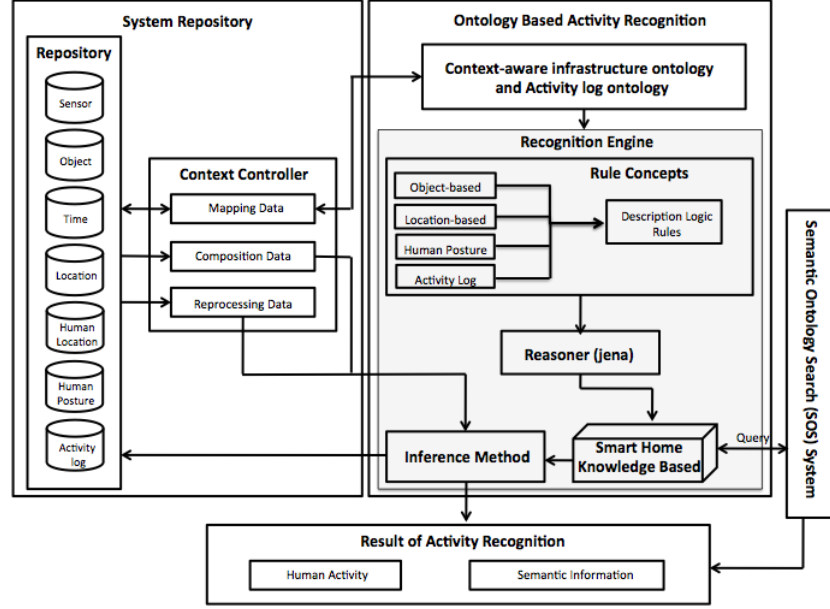 System Repository
Repository
Sensor
Object
Time
Location
Human
Location
Human
Posture
Activity
log
Context Controller
Mapping Data
Composition Data
Reprocessing Data
Ontology Based Activity Recognition
Context-aware infrastructure ontology
and Activity log ontology
Recognition Engine
Rule Concepts
Object-based
Location-based
Human Posture
Activity Log
Description Logic
Rules
Reasoner (jena)
Inference Method
Smart Home
Knowledge Based
Query
Semantic Ontology Search (SOS) System
Result of Activity Recognition
Human Activity
Semantic Information